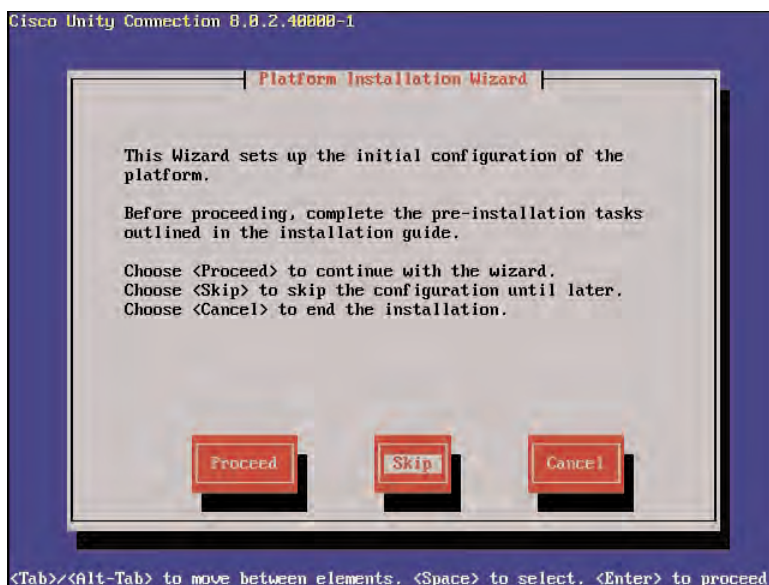 Cisco Unity Connection 8.0.2.40000-1
Platform Installation Wizard
This Wizard sets up the initial configuration of the
platform.
Before proceeding, complete the pre-installation tasks
outlined in the installation guide.
Choose <Proceed> to continue with the wizard.
Choose <Skip> to skip the configuration until later.
Choose <Cancel> to end the installation.
Proceed Skip Cancel
<Tab>/<Alt-Tab> to move between elements. <Space> to select. <Enter> to proceed